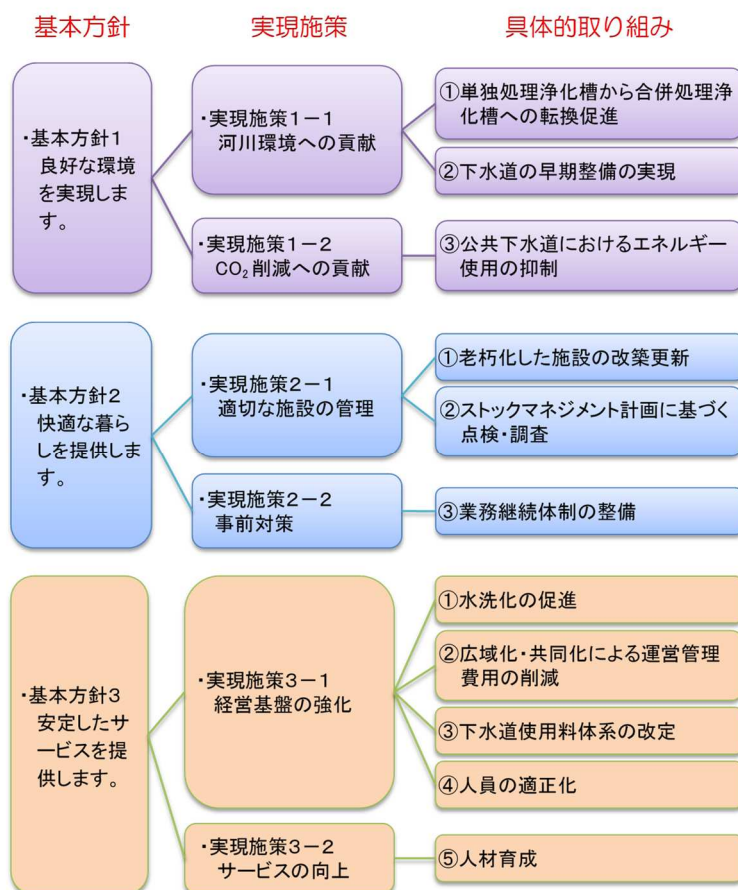 基本方針
実現施策
具体的取り組み
・基本方針1
良好な環境
を実現しま
す。
・実現施策1－1
河川環境への貢献
①単独処理浄化槽から合併処理浄
化槽への転換促進
②下水道の早期整備の実現
・実現施策1－2
CO₂削減への貢献
③公共下水道におけるエネルギー
使用の抑制
・基本方針2
快適な暮ら
しを提供しま
す。
・実現施策2－1
適切な施設の管理
①老朽化した施設の改築更新
②ストックマネジメント計画に基づく
点検・調査
・実現施策2－2
事前対策
③業務継続体制の整備
・基本方針3
安定したサ
ービスを提
供します。
・実現施策3－1
経営基盤の強化
①水洗化の促進
②広域化・共同化による運営管理
費用の削減
③下水道使用料体系の改定
④人員の適正化
・実現施策3－2
サービスの向上
⑤人材育成